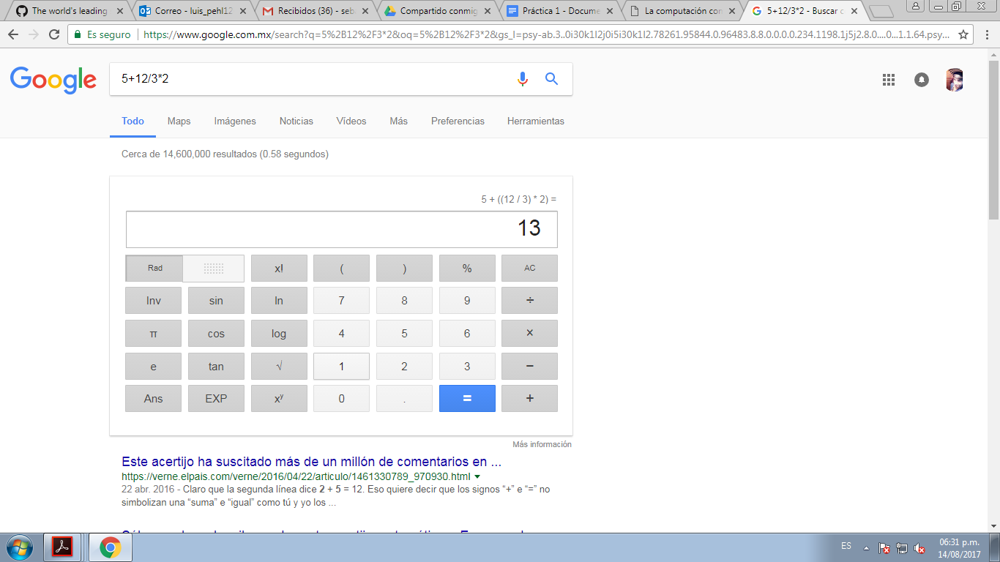 The world's leading
Correo - luis_pehl12
Recibidos (36) - seb
Compartido conmig
Práctica 1 - Docume
La computación con
5+12/3*2 - Buscar c
Es seguro
https://www.google.com.mx/search?q=5%2B12%2F3*2&oq=5%2B12%2F3*2&gs_l=psy-ab.3..0i30k1l2j0i5i30k1l2.78261.95844.0.96483.8.8.0.0.0.0.234.1198.1j5j2.8.0....0...1.1.64.psy...
Google
5+12/3*2
Todo
Maps
Imágenes
Noticias
Vídeos
Más
Preferencias
Herramientas
Cerca de 14,600,000 resultados (0.58 segundos)
5 + ((12 / 3) * 2) =
13
Rad x! ( ) % AC
Inv sin ln 7 8 9 ÷
π cos log 4 5 6 ×
e tan √ 1 2 3 −
Ans EXP xʸ 0 . = +
Más información
Este acertijo ha suscitado más de un millón de comentarios en ...
https://verne.elpais.com/verne/2016/04/22/articulo/1461330789_970930.html
22 abr. 2016 - Claro que la segunda línea dice 2 + 5 = 12. Eso quiere decir que los signos “+” e “=” no
simbolizan una “suma” e “igual” como tú y yo los ...
ES
06:31 p.m.
14/08/2017